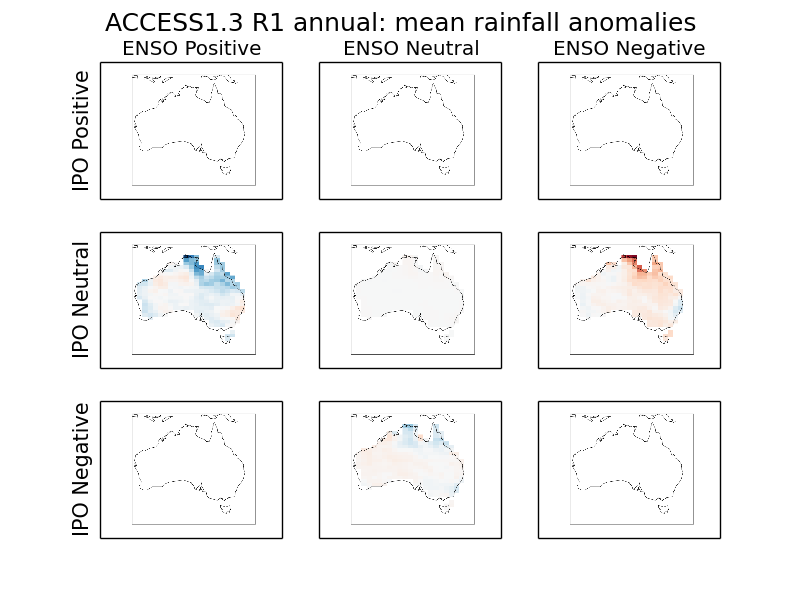 ACCESS1.3 R1 annual: mean rainfall anomalies
ENSO Positive
ENSO Neutral
ENSO Negative
IPO Positive
IPO Neutral
IPO Negative